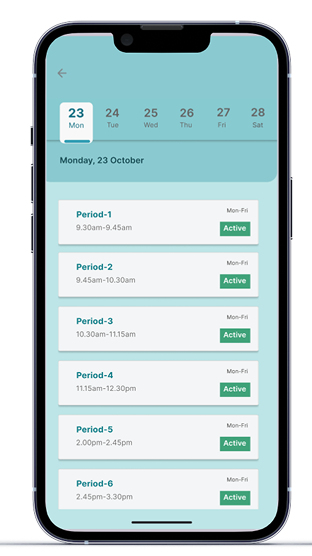 23 24 25 26 27 28
Mon Tue Wed Thu Fri Sat
Monday, 23 October
Period-1 Mon-Fri
9.30am-9.45am Active
Period-2 Mon-Fri
9.45am-10.30am Active
Period-3 Mon-Fri
10.30am-11.15am Active
Period-4 Mon-Fri
11.15am-12.30pm Active
Period-5 Mon-Fri
2.00pm-2.45pm Active
Period-6 Mon-Fri
2.45pm-3.30pm Active